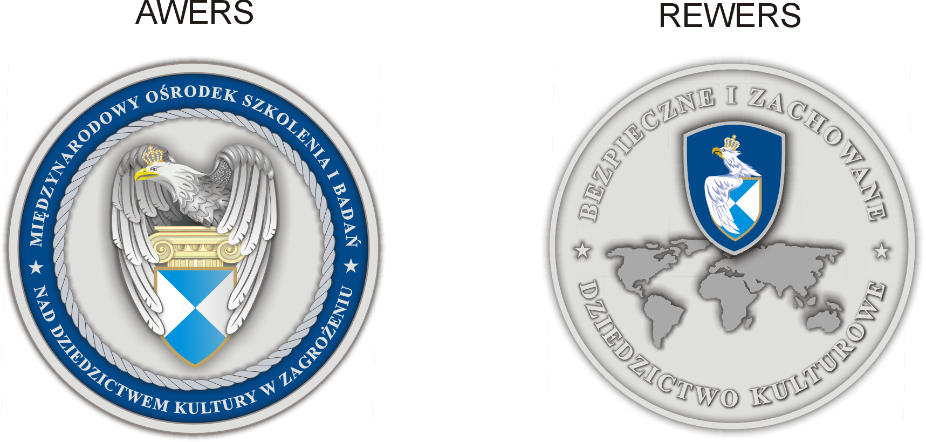 AWERS
REWERS
MIĘDZYNARODOWY OŚRODEK SZKOLENIA I BADAŃ
NAD DZIEDZICTWEM KULTURY W ZAGROŻENIU
BEZPIECZNE I ZACHOWANE
DZIEDZICTWO KULTUROWE